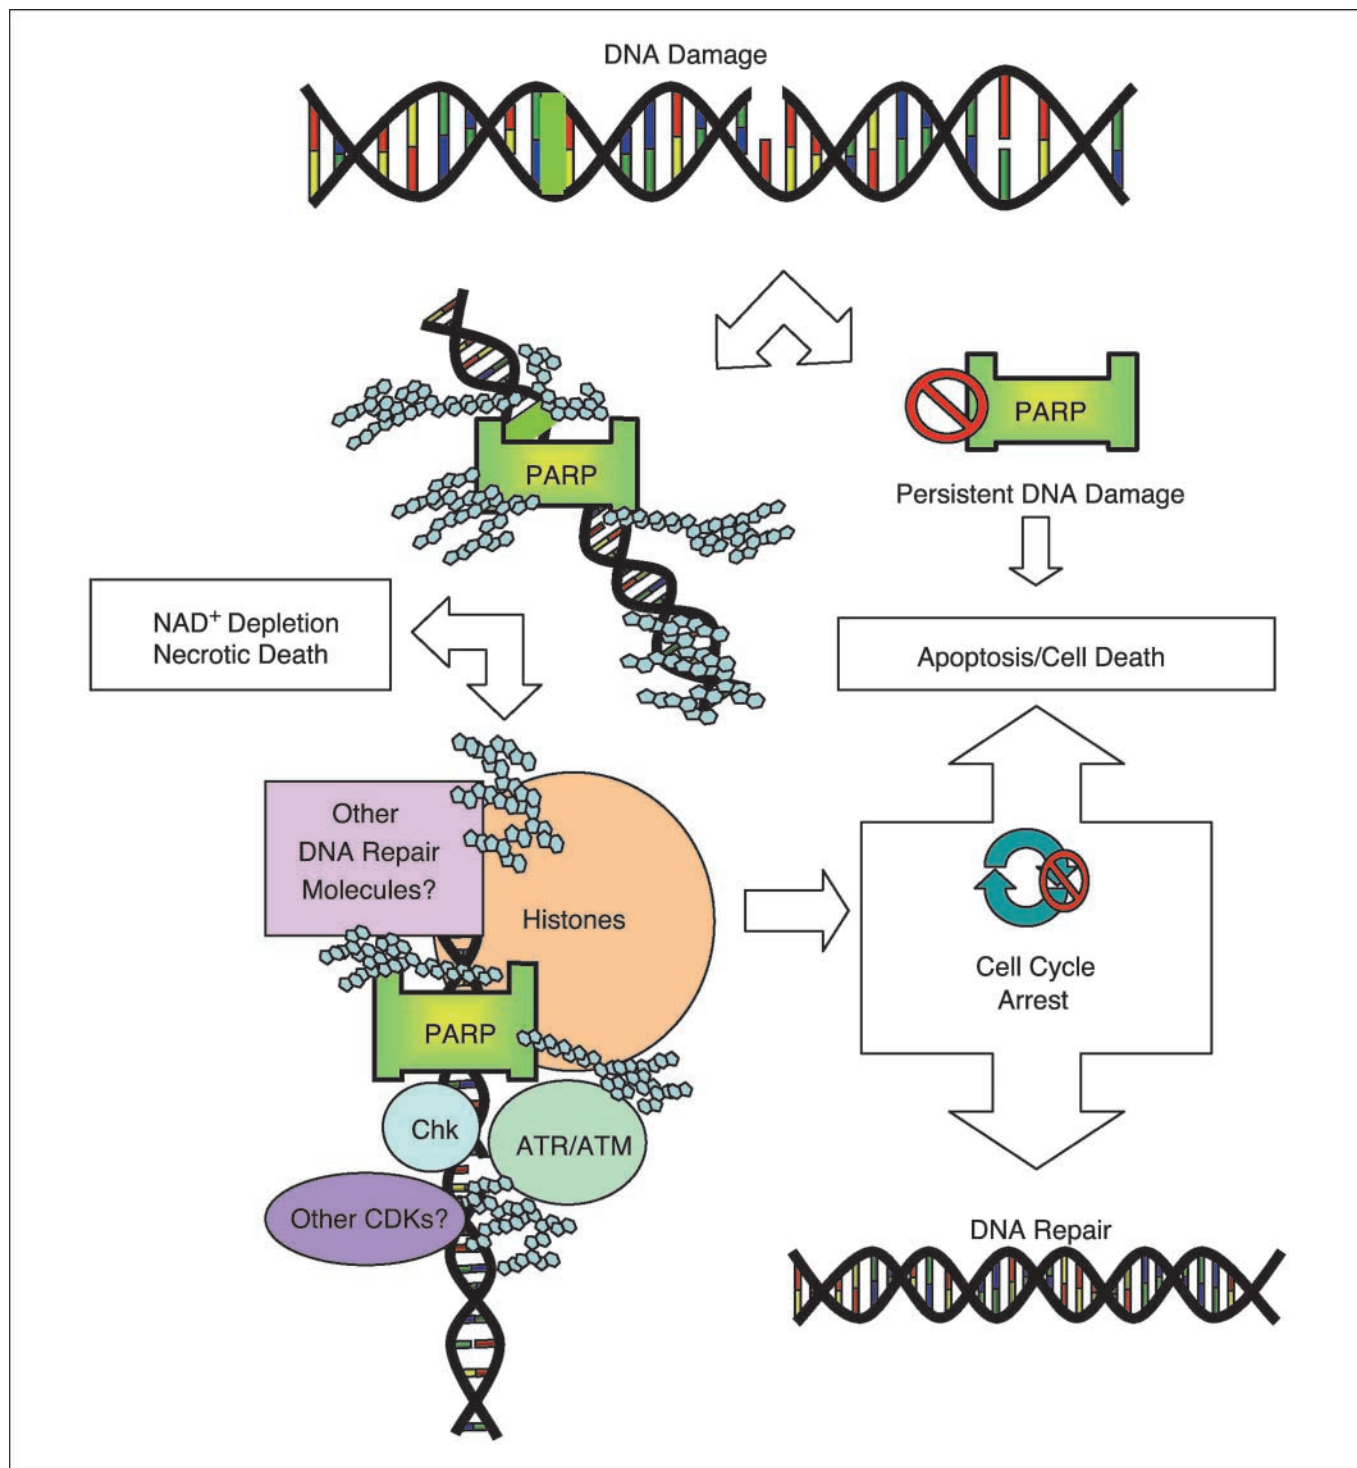 DNA Damage
PARP
PARP
Persistent DNA Damage
NAD+ Depletion
Necrotic Death
Apoptosis/Cell Death
Other
DNA Repair
Molecules?
Histones
Cell Cycle
Arrest
PARP
Chk
ATR/ATM
Other CDKs?
DNA Repair